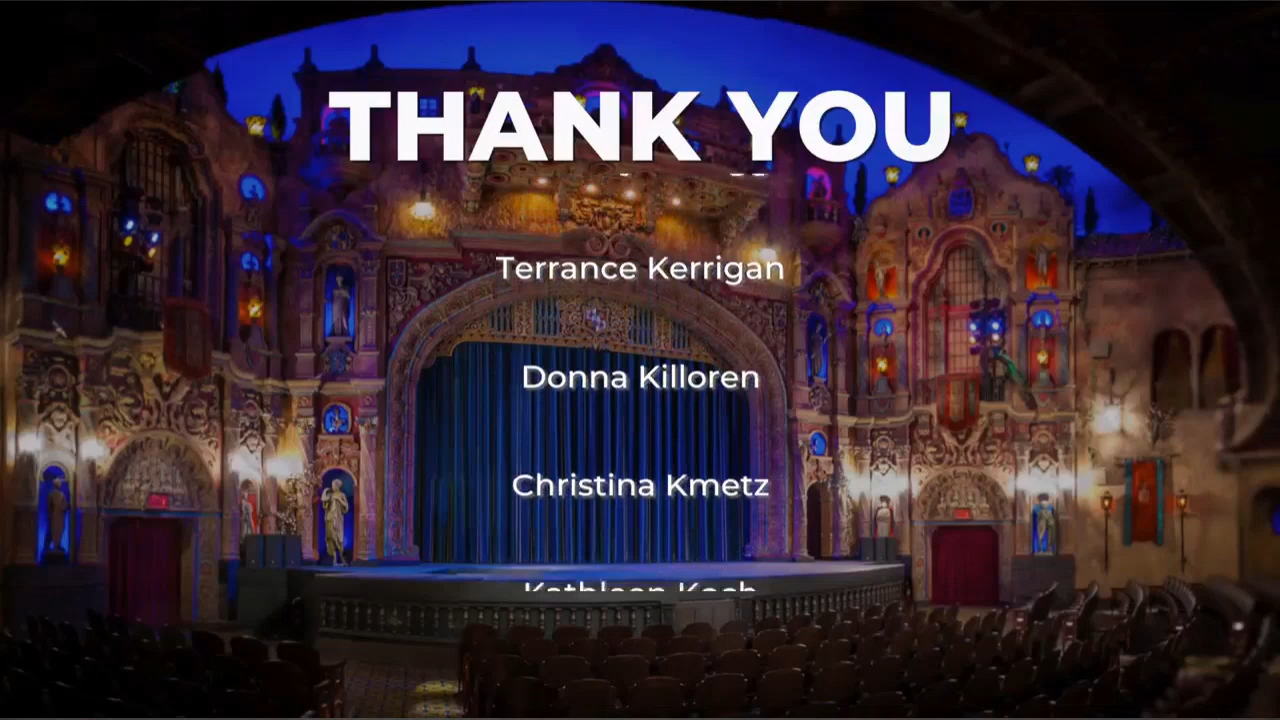 THANK YOU
Terrance Kerrigan
Donna Killoren
Christina Kmetz